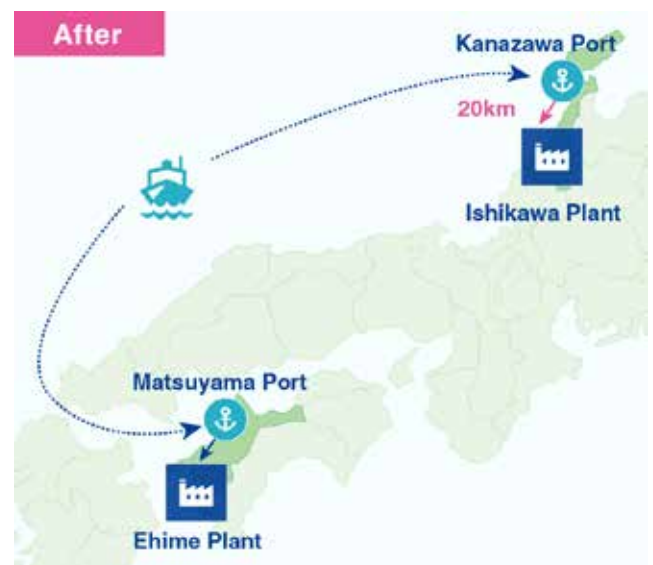 After
Kanazawa Port
20km
Ishikawa Plant
Matsuyama Port
Ehime Plant